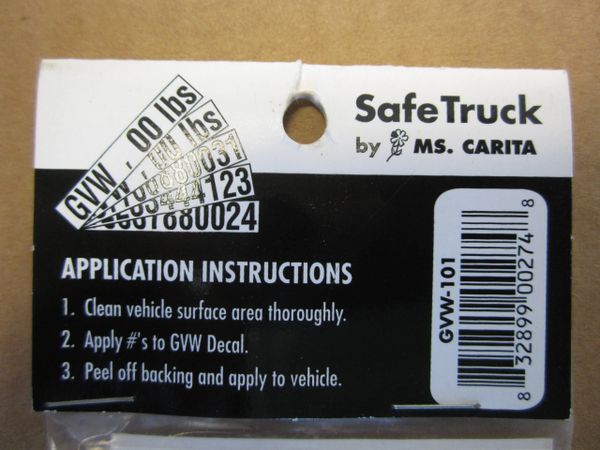 SafeTruck
by MS. CARITA
GVW , 00 lbs
APPLICATION INSTRUCTIONS
1. Clean vehicle surface area thoroughly.
2. Apply #'s to GVW Decal.
3. Peel off backing and apply to vehicle.
GVW-101
8 32899 00274 8